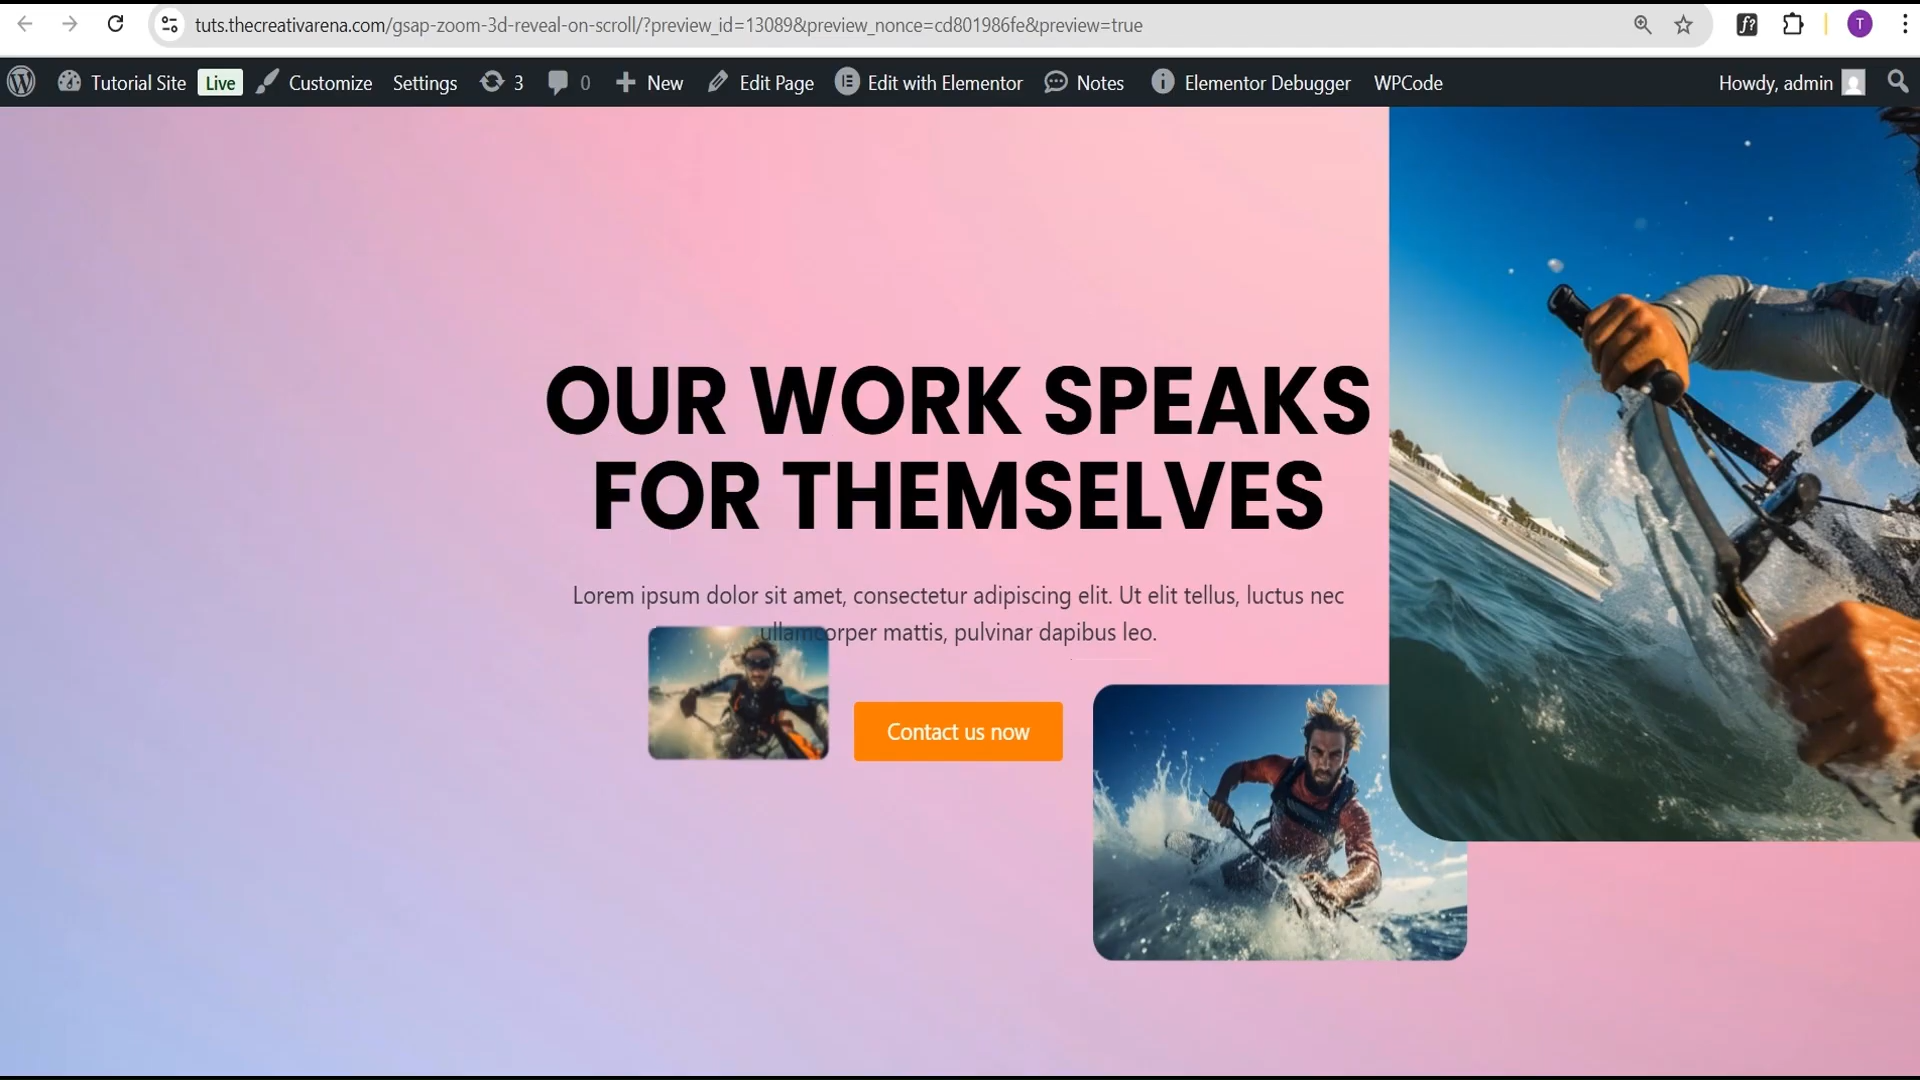 tuts.thecreativarena.com/gsap-zoom-3d-reveal-on-scroll/?preview_id=13089&preview_nonce=cd801986fe&preview=true
f?
T
Tutorial Site Live Customize Settings 3 0 New Edit Page Edit with Elementor Notes Elementor Debugger WPCode Howdy, admin
OUR WORK SPEAKS
FOR THEMSELVES
Lorem ipsum dolor sit amet, consectetur adipiscing elit. Ut elit tellus, luctus nec
ullamcorper mattis, pulvinar dapibus leo.
Contact us now